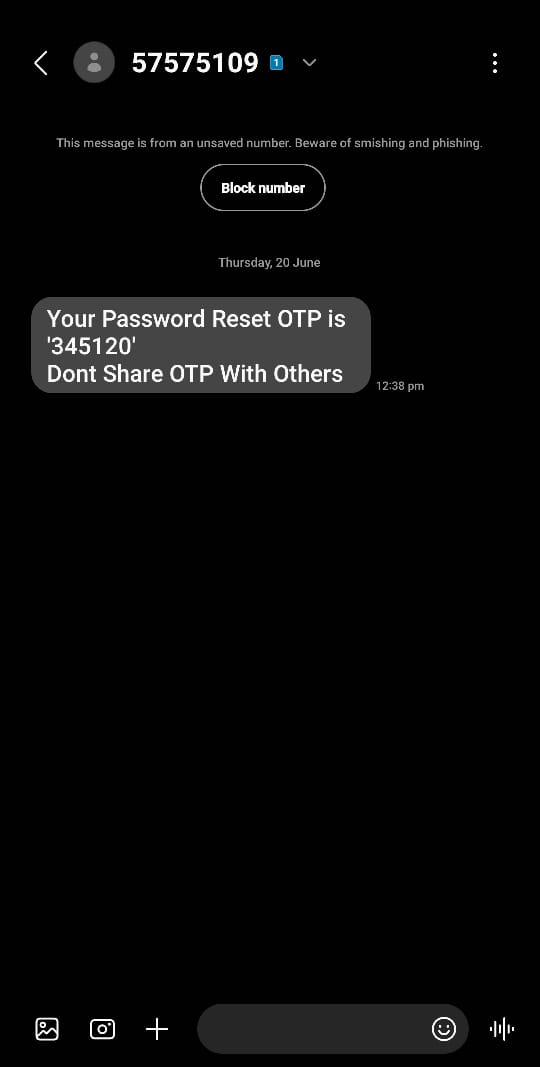 57575109 1
This message is from an unsaved number. Beware of smishing and phishing.
Block number
Thursday, 20 June
Your Password Reset OTP is
'345120'
Dont Share OTP With Others
12:38 pm